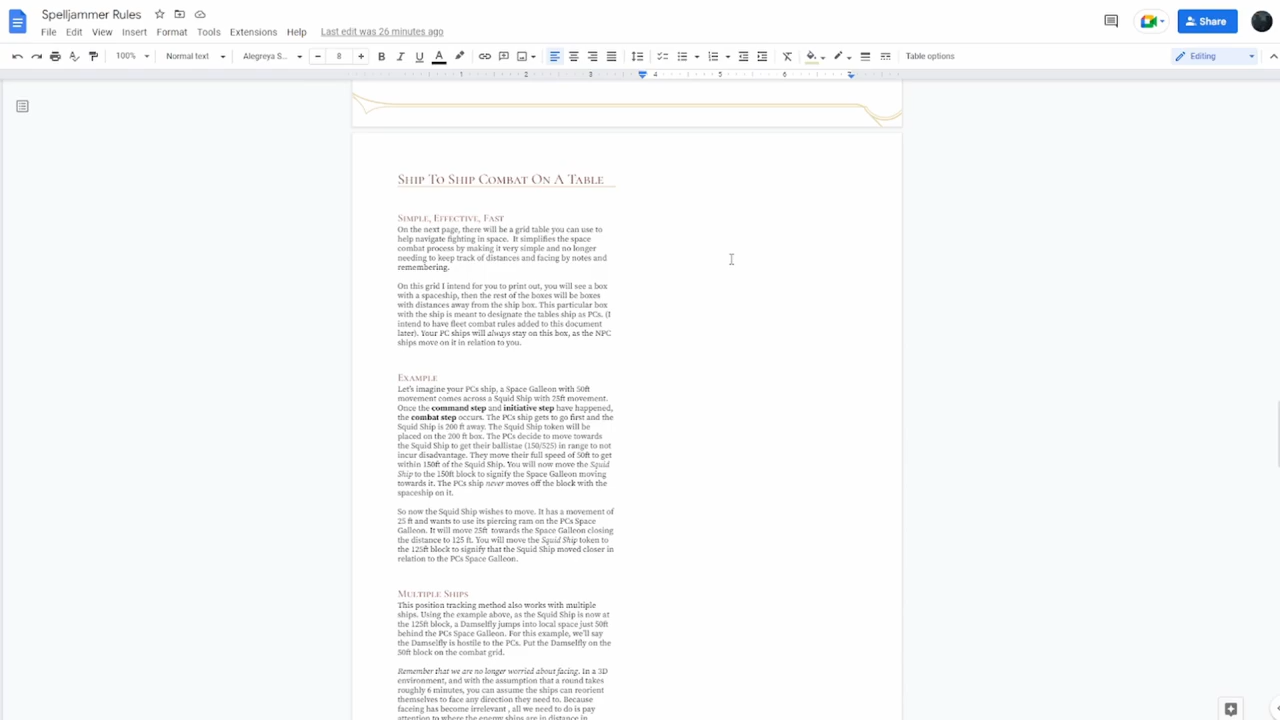 Spelljammer Rules
File Edit View Insert Format Tools Extensions Help Last edit was 26 minutes ago
Share
100% Normal text Alegreya S... 8 B I U A Table options Editing
1 2 3 4 5 6 7
Ship To Ship Combat On A Table
Simple, Effective, Fast
On the next page, there will be a grid table you can use to
help navigate fighting in space. It simplifies the space
combat process by making it very simple and no longer
needing to keep track of distances and facing by notes and
remembering.
On this grid I intend for you to print out, you will see a box
with a spaceship, then the rest of the boxes will be boxes
with distances away from the ship box. This particular box
with the ship is meant to designate the tables ship as PCs. (I
intend to have fleet combat rules added to this document
later). Your PC ships will always stay on this box, as the NPC
ships move on it in relation to you.
Example
Let's imagine your PCs ship, a Space Galleon with 50ft
movement comes across a Squid Ship with 25ft movement.
Once the command step and initiative step have happened,
the combat step occurs. The PCs ship gets to go first and the
Squid Ship is 200 ft away. The Squid Ship token will be
placed on the 200 ft box. The PCs decide to move towards
the Squid Ship to get their ballistae (150/525) in range to not
incur disadvantage. They move their full speed of 50ft to get
within 150ft of the Squid Ship. You will now move the Squid
Ship to the 150ft block to signify the Space Galleon moving
towards it. The PCs ship never moves off the block with the
spaceship on it.
So now the Squid Ship wishes to move. It has a movement of
25 ft and wants to use its piercing ram on the PCs Space
Galleon. It will move 25ft towards the Space Galleon closing
the distance to 125 ft. You will move the Squid Ship token to
the 125ft block to signify that the Squid Ship moved closer in
relation to the PCs Space Galleon.
Multiple Ships
This position tracking method also works with multiple
ships. Using the example above, as the Squid Ship is now at
the 125ft block, a Damselfly jumps into local space just 50ft
behind the PCs Space Galleon. For this example, we'll say
the Damselfly is hostile to the PCs. Put the Damselfly on the
50ft block on the combat grid.
Remember that we are no longer worried about facing. In a 3D
environment, and with the assumption that a round takes
roughly 6 minutes, you can assume the ships can reorient
themselves to face any direction they need to. Because
faceing has become irrelevant , all we need to do is pay
attention to where the enemy ships are in distance in